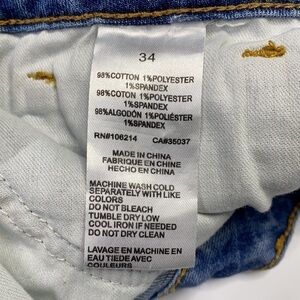 34
98%COTTON 1%POLYESTER
1%SPANDEX
98%COTON 1%POLYESTER
1%SPANDEX
98%ALGODÓN 1%POLIÉSTER
1%SPANDEX
RN#106214 CA#35037
MADE IN CHINA
FABRIQUE EN CHINE
HECHO EN CHINA
MACHINE WASH COLD
SEPARATELY WITH LIKE
COLORS
DO NOT BLEACH
TUMBLE DRY LOW
COOL IRON IF NEEDED
DO NOT DRY CLEAN
LAVAGE EN MACHINE EN
EAU TIEDE AVEC
COULEURS